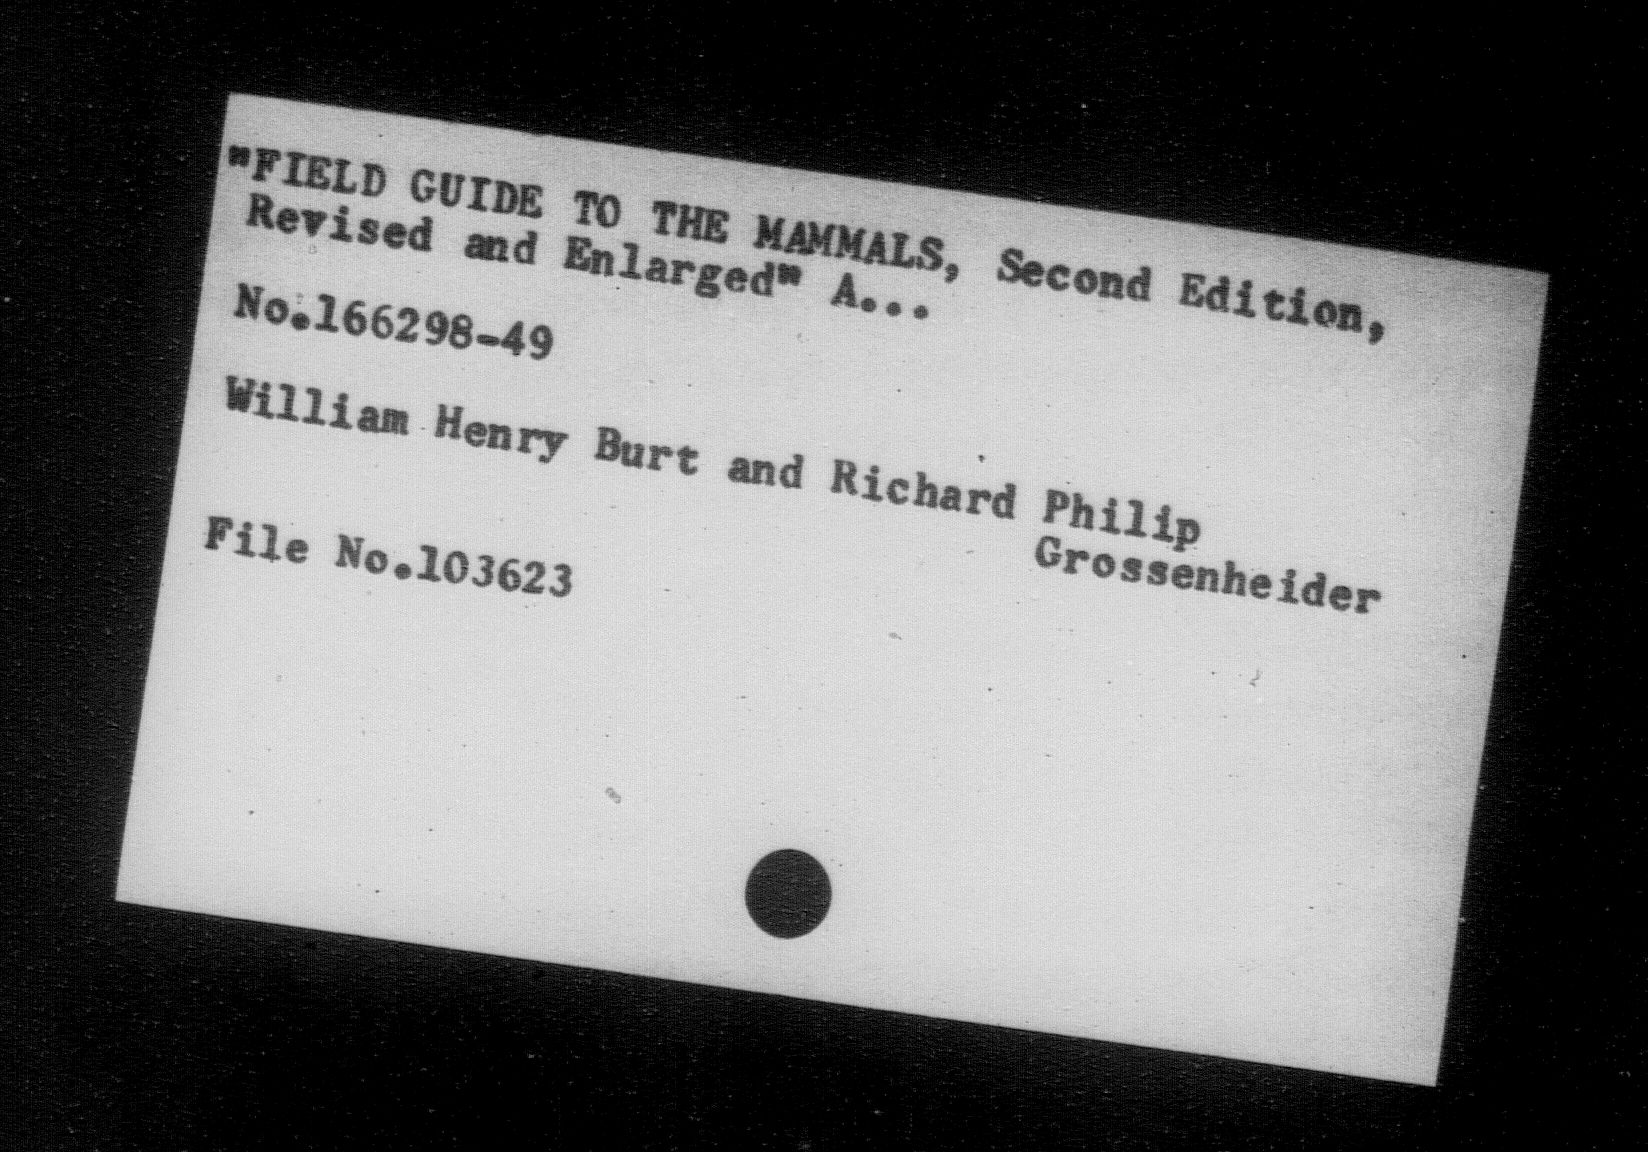 "FIELD GUIDE TO THE MAMMALS, Second Edition,
Revised and Enlarged" A...
No.166298-49
William Henry Burt and Richard Philip
Grossenheider
File No.103623